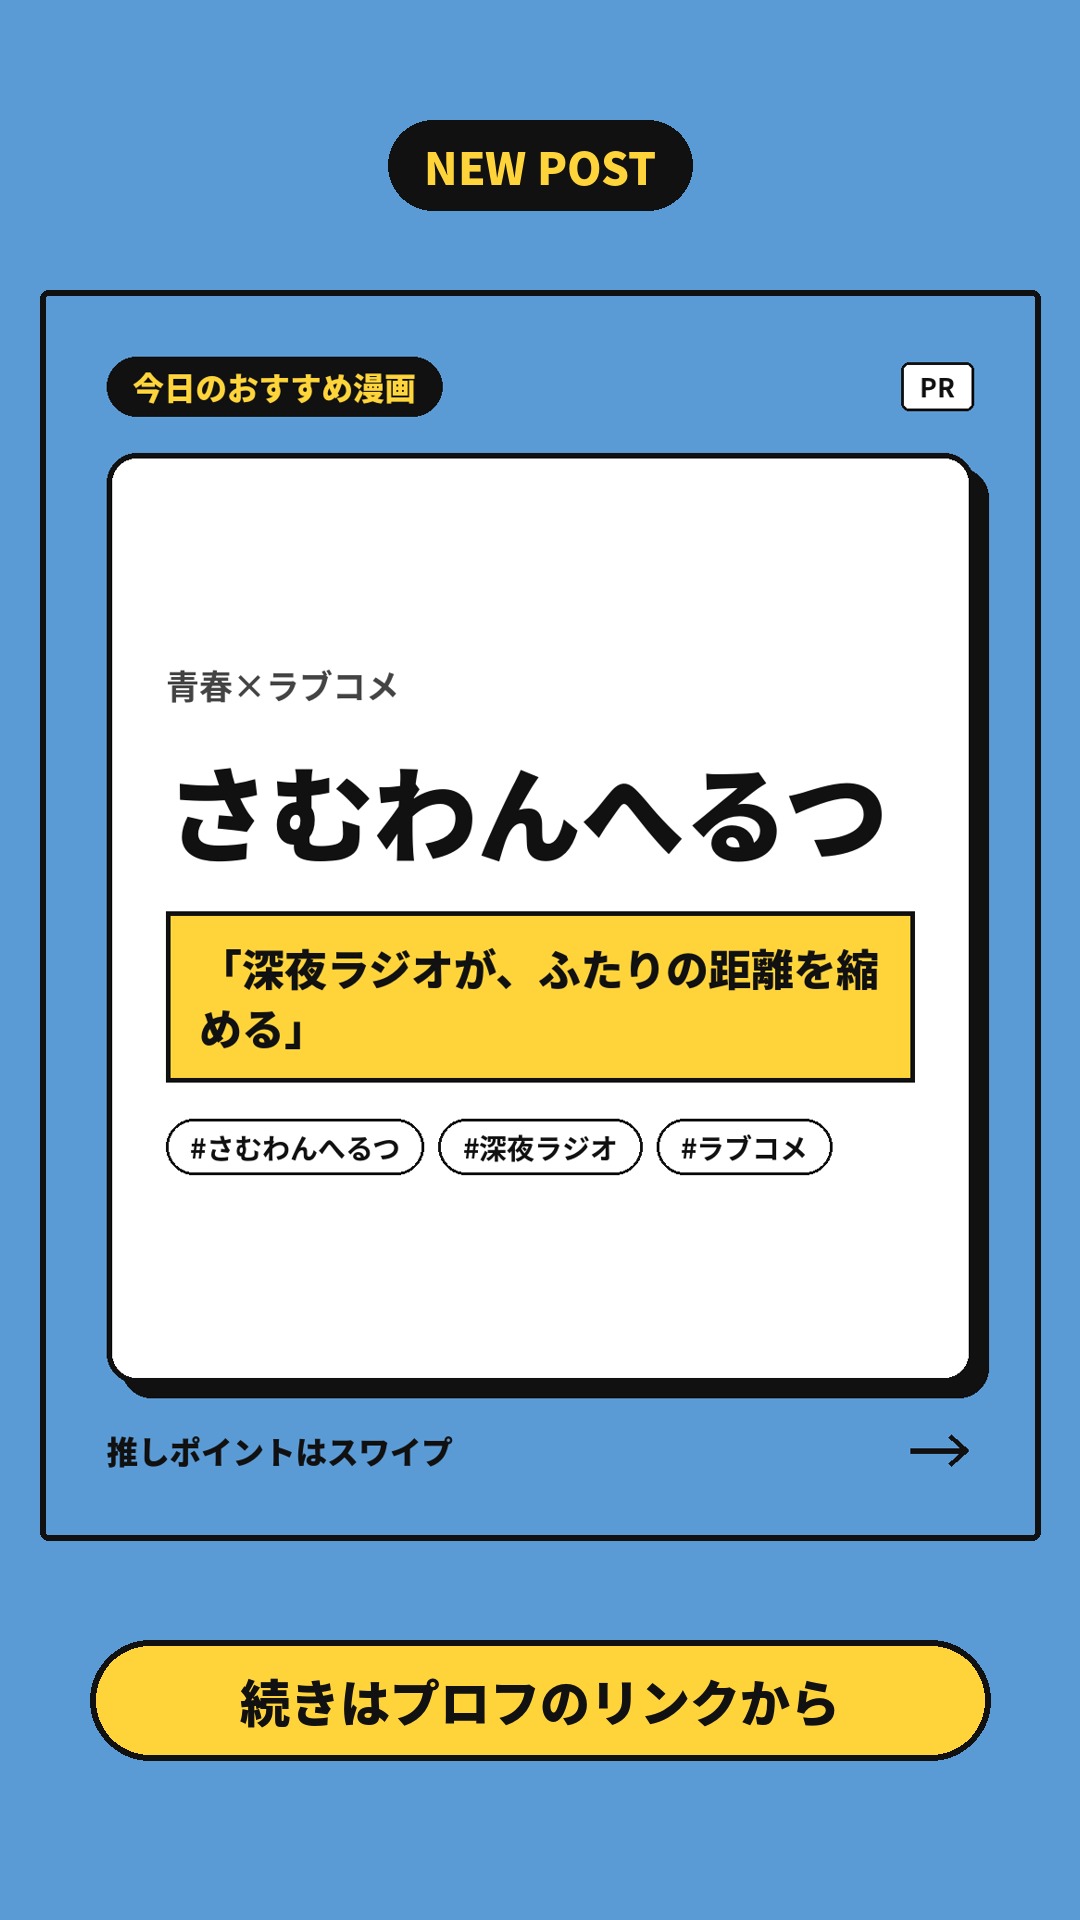 NEW POST
今日のおすすめ漫画
PR
青春×ラブコメ
さむわんへるつ
「深夜ラジオが、ふたりの距離を縮
める」
#さむわんへるつ #深夜ラジオ #ラブコメ
推しポイントはスワイプ →
続きはプロフのリンクから